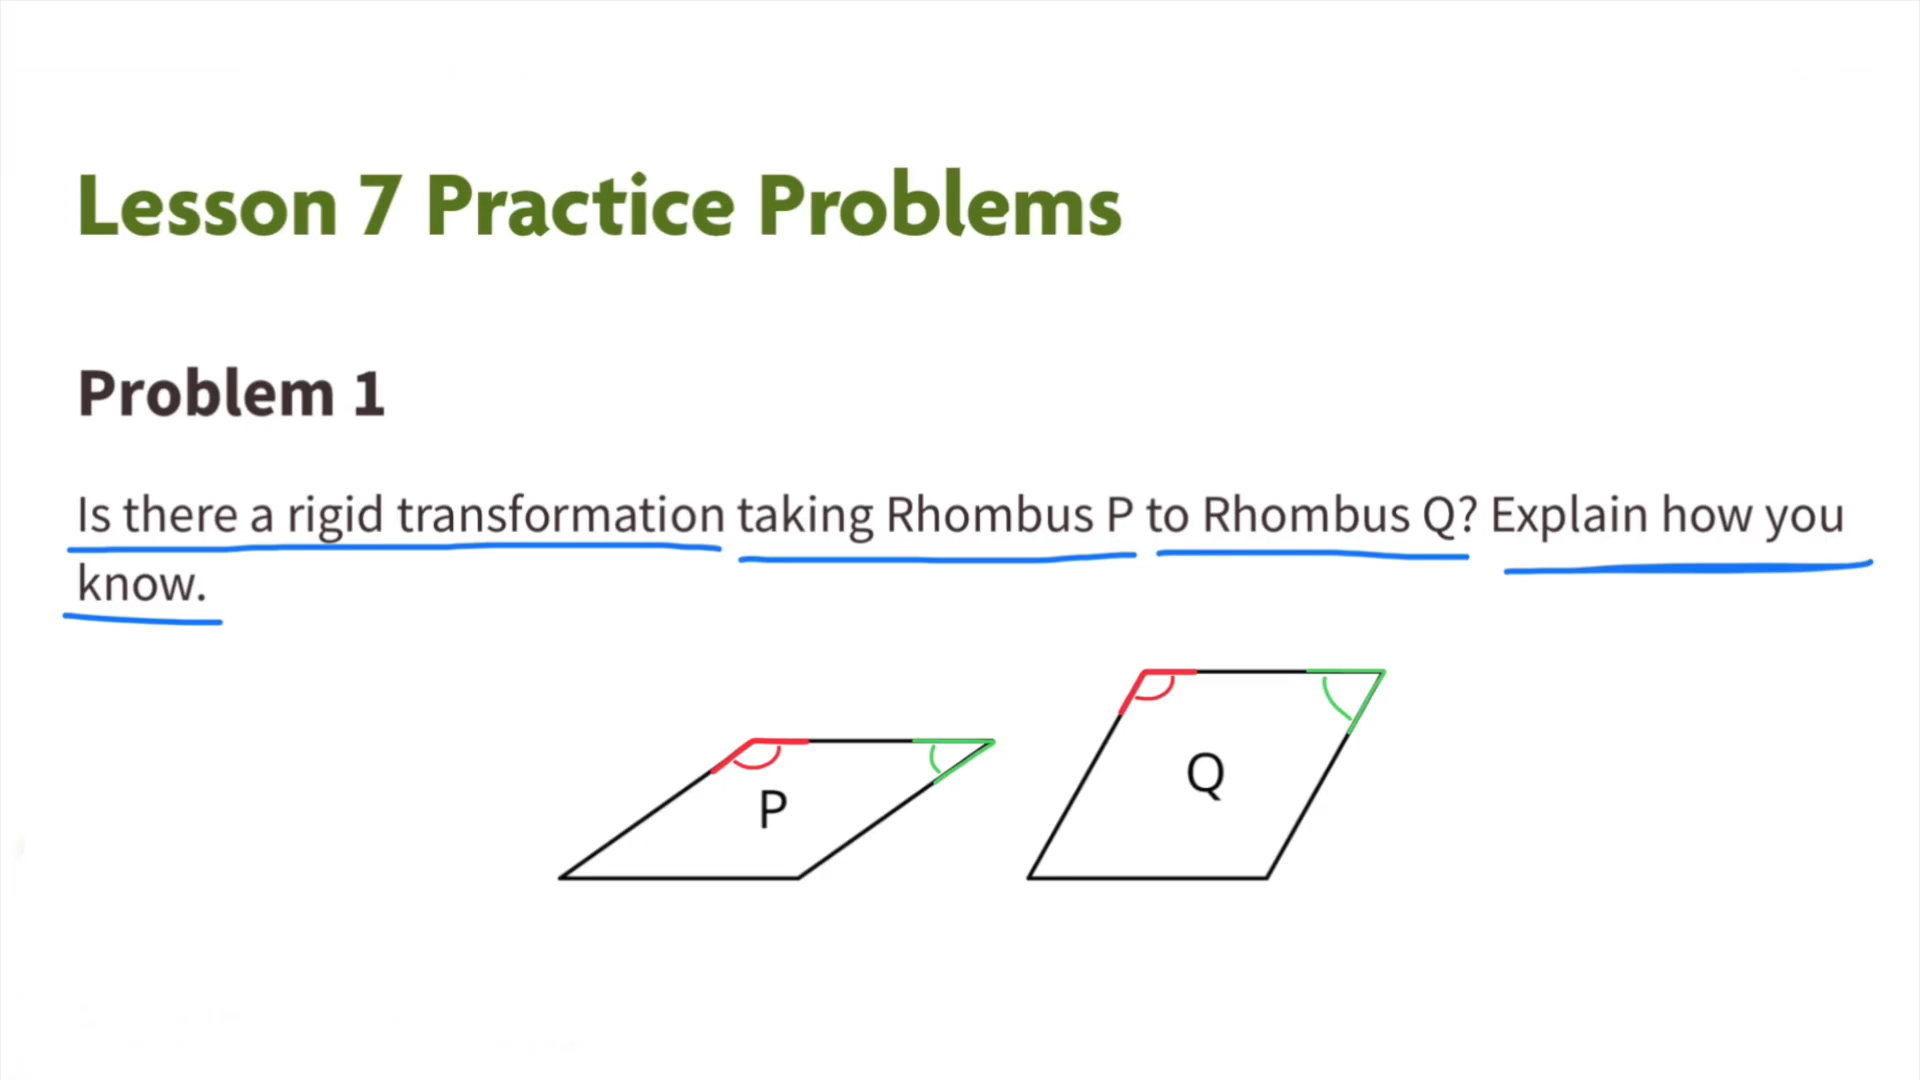 Lesson 7 Practice Problems
Problem 1
Is there a rigid transformation taking Rhombus P to Rhombus Q? Explain how you
know.
Q
P